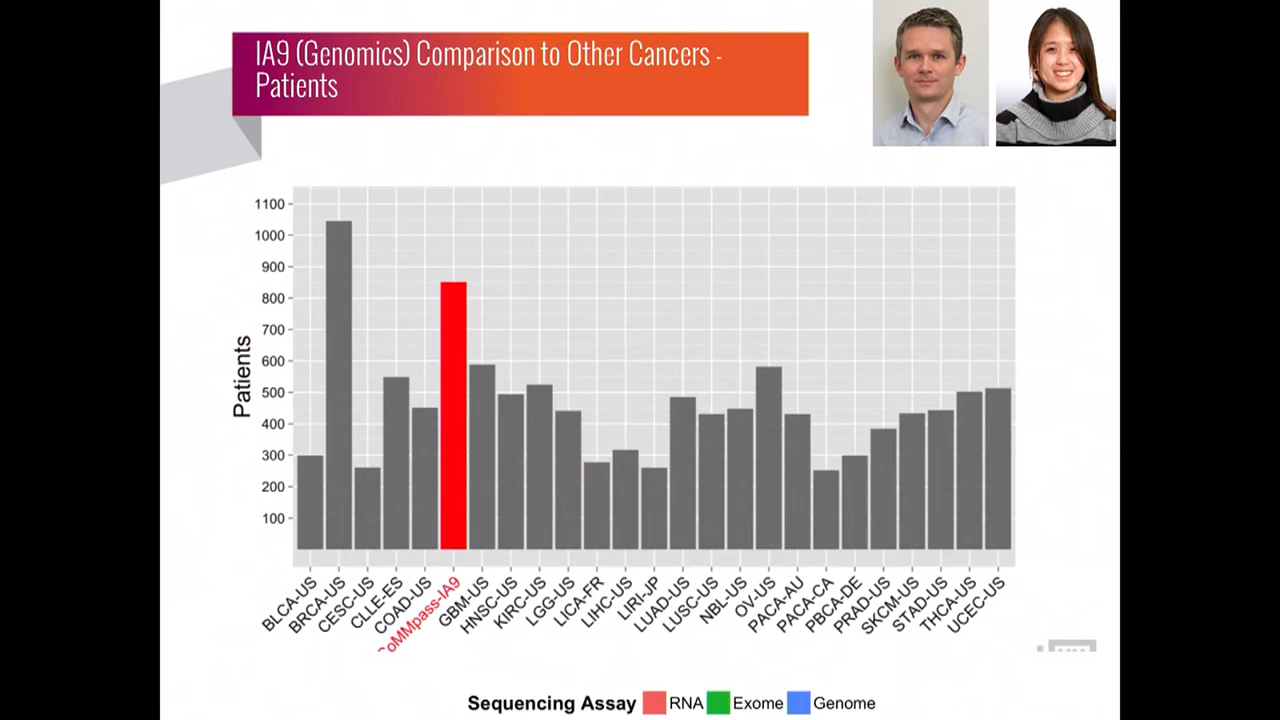 IA9 (Genomics) Comparison to Other Cancers -
Patients
Patients
1100
1000
900
800
700
600
500
400
300
200
100
BLCA-US
BRCA-US
CESC-US
CLLE-ES
COAD-US
oMMpass-IA9
GBM-US
HNSC-US
KIRC-US
LGG-US
LICA-FR
LIHC-US
LIRI-JP
LUAD-US
LUSC-US
NBL-US
OV-US
PACA-AU
PACA-CA
PBCA-DE
PRAD-US
SKCM-US
STAD-US
THCA-US
UCEC-US
Sequencing Assay RNA Exome Genome